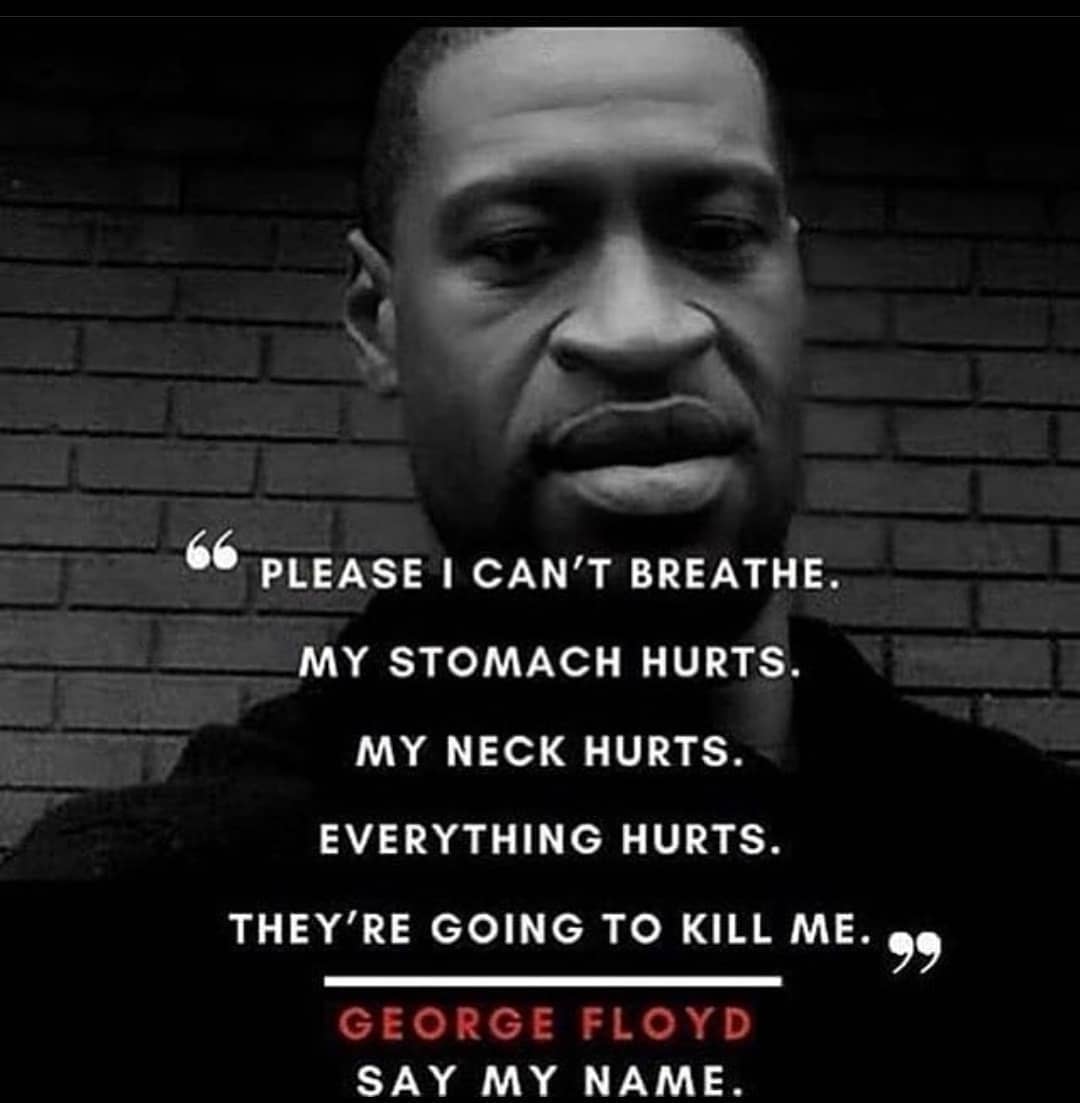 “ PLEASE I CAN’T BREATHE.
MY STOMACH HURTS.
MY NECK HURTS.
EVERYTHING HURTS.
THEY’RE GOING TO KILL ME. ”
GEORGE FLOYD
SAY MY NAME.